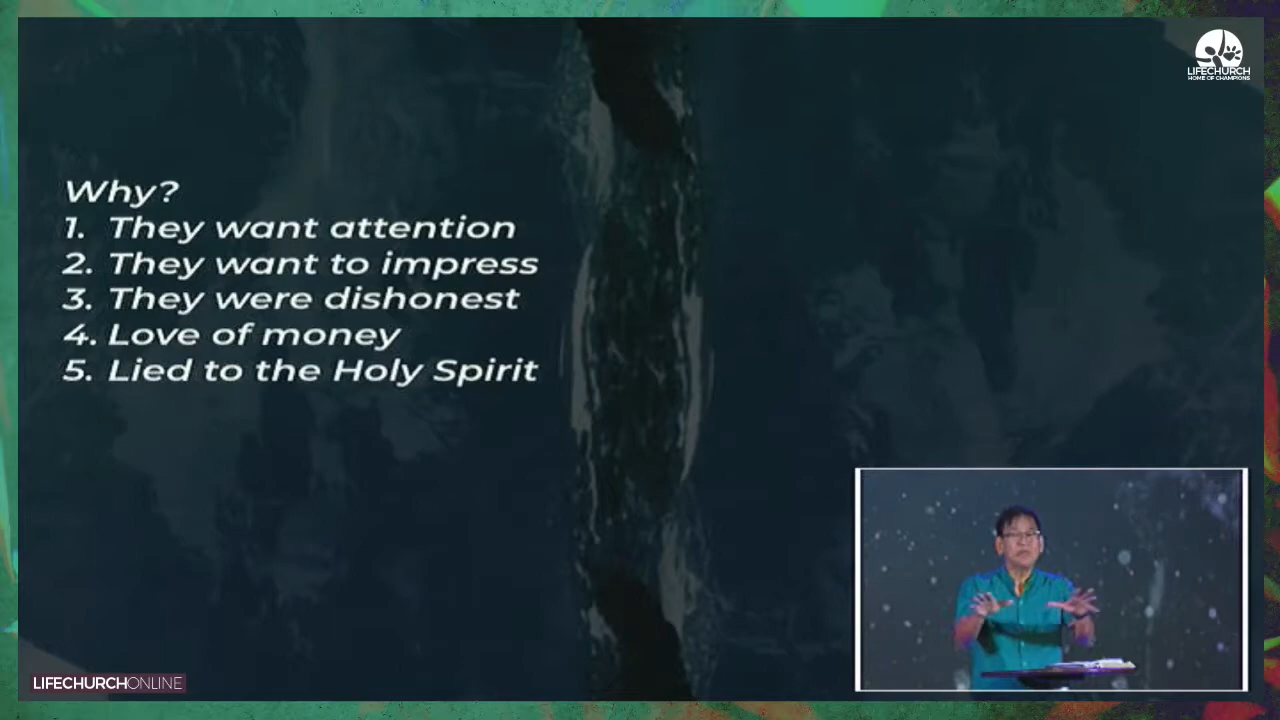 LIFECHURCH
HOME OF CHAMPIONS
Why?
1. They want attention
2. They want to impress
3. They were dishonest
4. Love of money
5. Lied to the Holy Spirit
LIFECHURCHONLINE